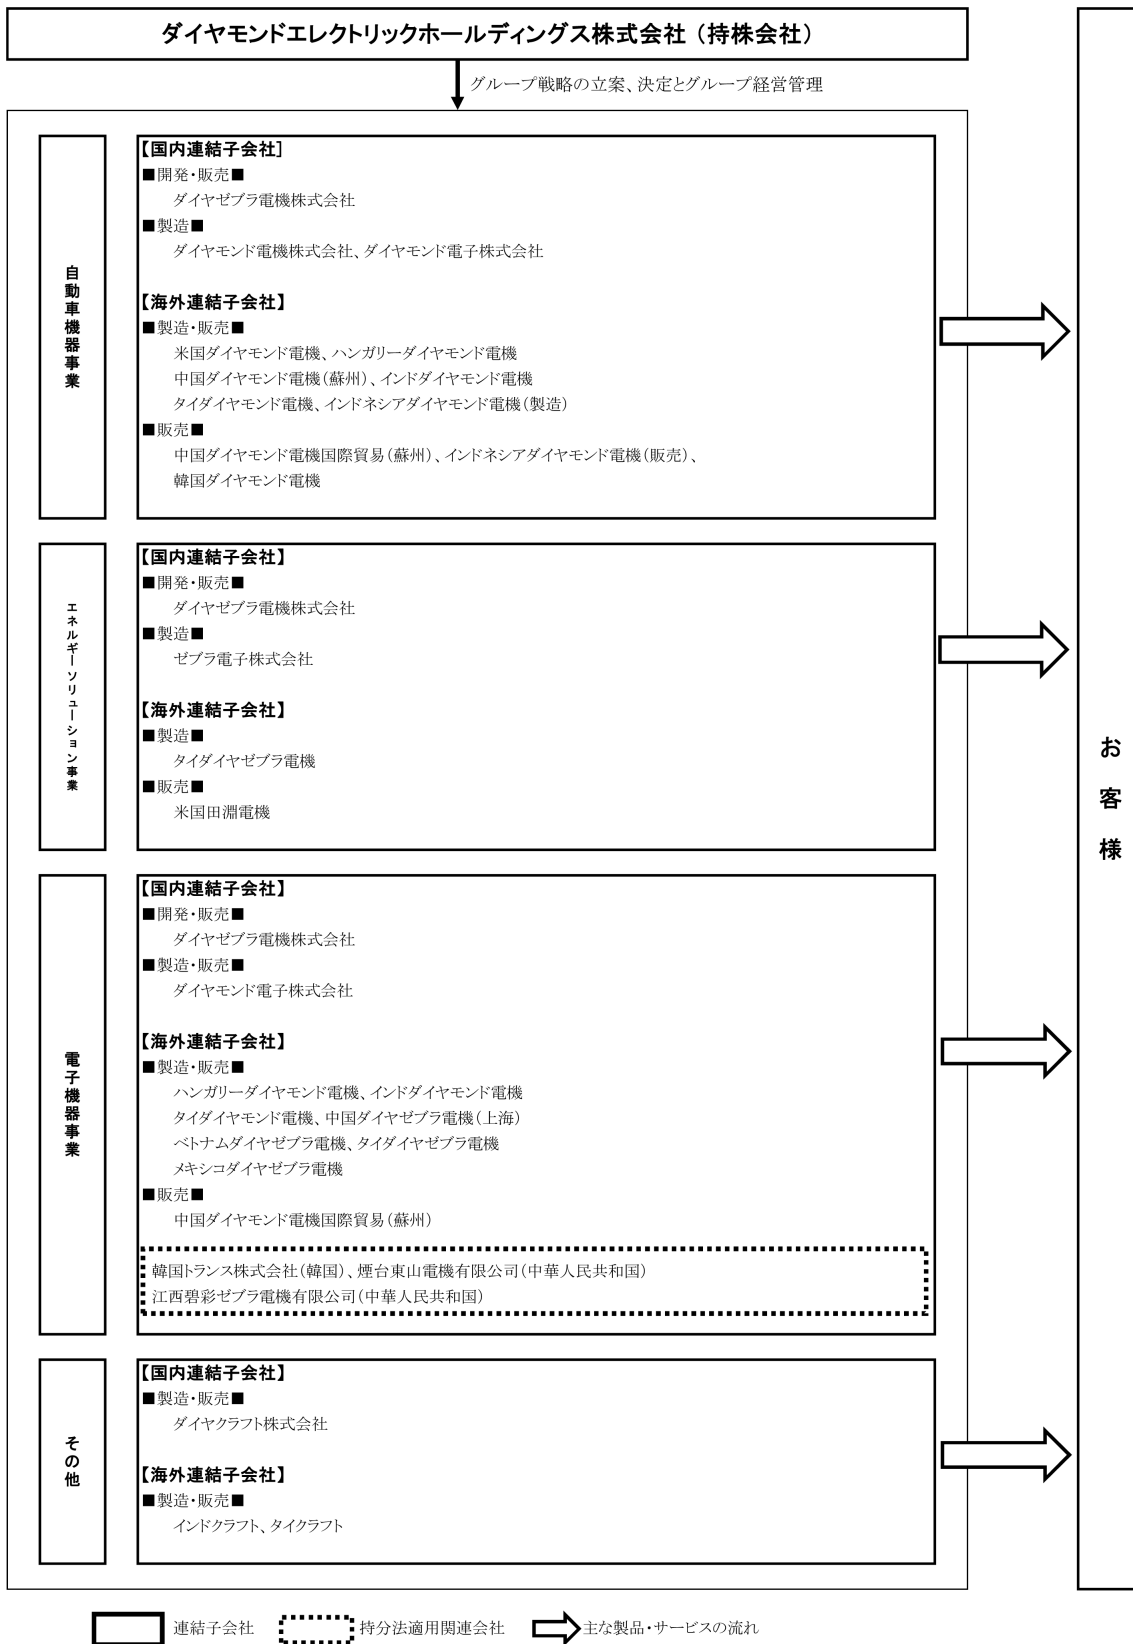 ダイヤモンドエレクトリックホールディングス株式会社（持株会社）
グループ戦略の立案、決定とグループ経営管理
自動車機器事業
【国内連結子会社】
■開発・販売■
ダイヤゼブラ電機株式会社
■製造■
ダイヤモンド電機株式会社、ダイヤモンド電子株式会社
【海外連結子会社】
■製造・販売■
米国ダイヤモンド電機、ハンガリーダイヤモンド電機
中国ダイヤモンド電機（蘇州）、インドダイヤモンド電機
タイダイヤモンド電機、インドネシアダイヤモンド電機（製造）
■販売■
中国ダイヤモンド電機国際貿易（蘇州）、インドネシアダイヤモンド電機（販売）、
韓国ダイヤモンド電機
エネルギーソリューション事業
【国内連結子会社】
■開発・販売■
ダイヤゼブラ電機株式会社
■製造■
ゼブラ電子株式会社
【海外連結子会社】
■製造■
タイダイヤゼブラ電機
■販売■
米国田淵電機
電子機器事業
【国内連結子会社】
■開発・販売■
ダイヤゼブラ電機株式会社
■製造・販売■
ダイヤモンド電子株式会社
【海外連結子会社】
■製造・販売■
ハンガリーダイヤモンド電機、インドダイヤモンド電機
タイダイヤモンド電機、中国ダイヤゼブラ電機（上海）
ベトナムダイヤゼブラ電機、タイダイヤゼブラ電機
メキシコダイヤゼブラ電機
■販売■
中国ダイヤモンド電機国際貿易（蘇州）
韓国トランス株式会社（韓国）、煙台東山電機有限公司（中華人民共和国）
江西碧彩ゼブラ電機有限公司（中華人民共和国）
その他
【国内連結子会社】
■製造・販売■
ダイヤクラフト株式会社
【海外連結子会社】
■製造・販売■
インドクラフト、タイクラフト
お客様
連結子会社
持分法適用関連会社
主な製品・サービスの流れ